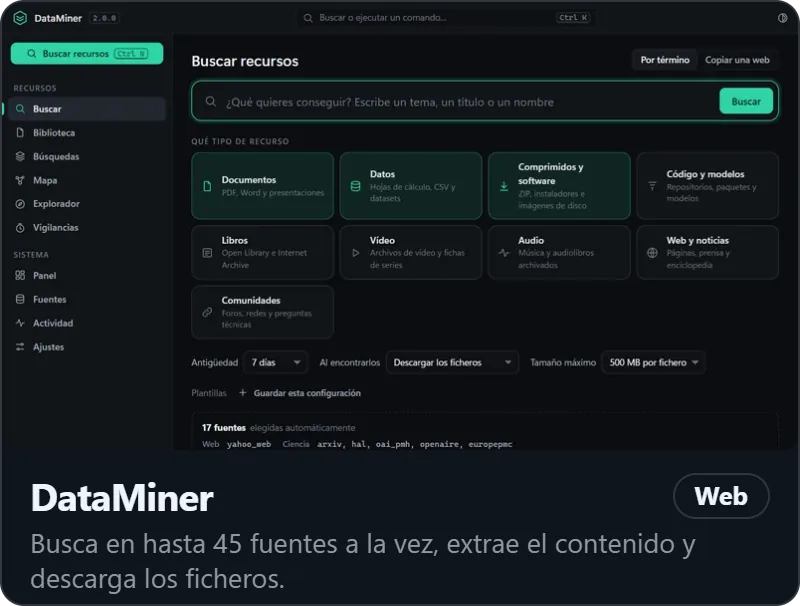 DataMiner 2.0.0
Buscar o ejecutar un comando...
Ctrl K
Buscar recursos Ctrl N
RECURSOS
Buscar
Biblioteca
Búsquedas
Mapa
Explorador
Vigilancias
SISTEMA
Panel
Fuentes
Actividad
Ajustes
Buscar recursos
Por término
Copiar una web
¿Qué quieres conseguir? Escribe un tema, un título o un nombre
Buscar
QUÉ TIPO DE RECURSO
Documentos
PDF, Word y presentaciones
Datos
Hojas de cálculo, CSV y
datasets
Comprimidos y
software
ZIP, instaladores e
imágenes de disco
Código y modelos
Repositorios, paquetes y
modelos
Libros
Open Library e Internet
Archive
Vídeo
Archivos de vídeo y fichas
de series
Audio
Música y audiolibros
archivados
Web y noticias
Páginas, prensa y
enciclopedia
Comunidades
Foros, redes y preguntas
técnicas
Antigüedad 7 días Al encontrarlos Descargar los ficheros Tamaño máximo 500 MB por fichero
Plantillas + Guardar esta configuración
17 fuentes elegidas automáticamente
Web yahoo_web Ciencia arxiv, hal, oai_pmh, openaire, europepmc
DataMiner
Web
Busca en hasta 45 fuentes a la vez, extrae el contenido y
descarga los ficheros.